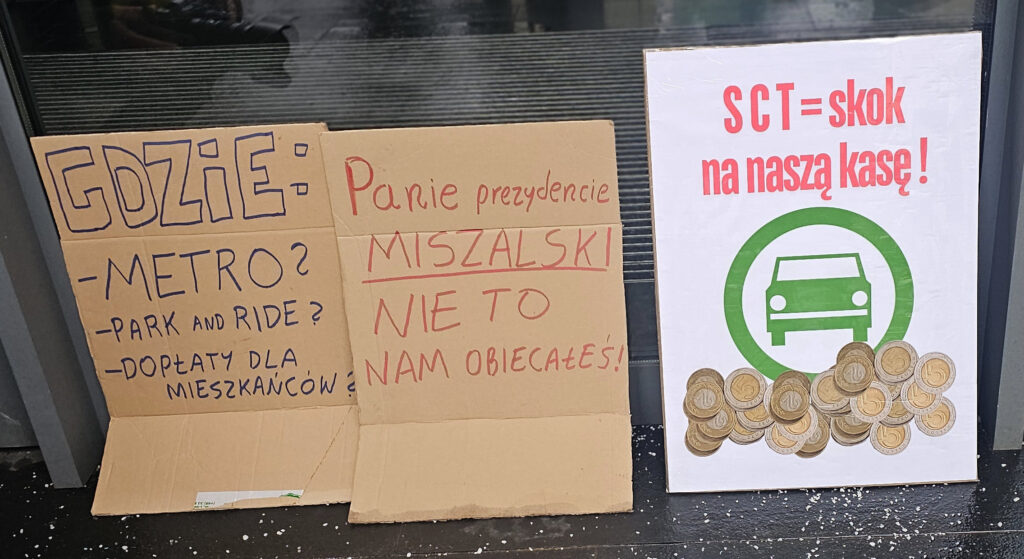 GDZiE:
-METRO?
-PARK AND RIDE?
-DOPŁATY DLA
MIESZKAŃCÓW?
Panie prezydencie
MISZALSKI
NIE TO
NAM OBIECAŁEŚ!
SCT = skok
na naszą kasę!